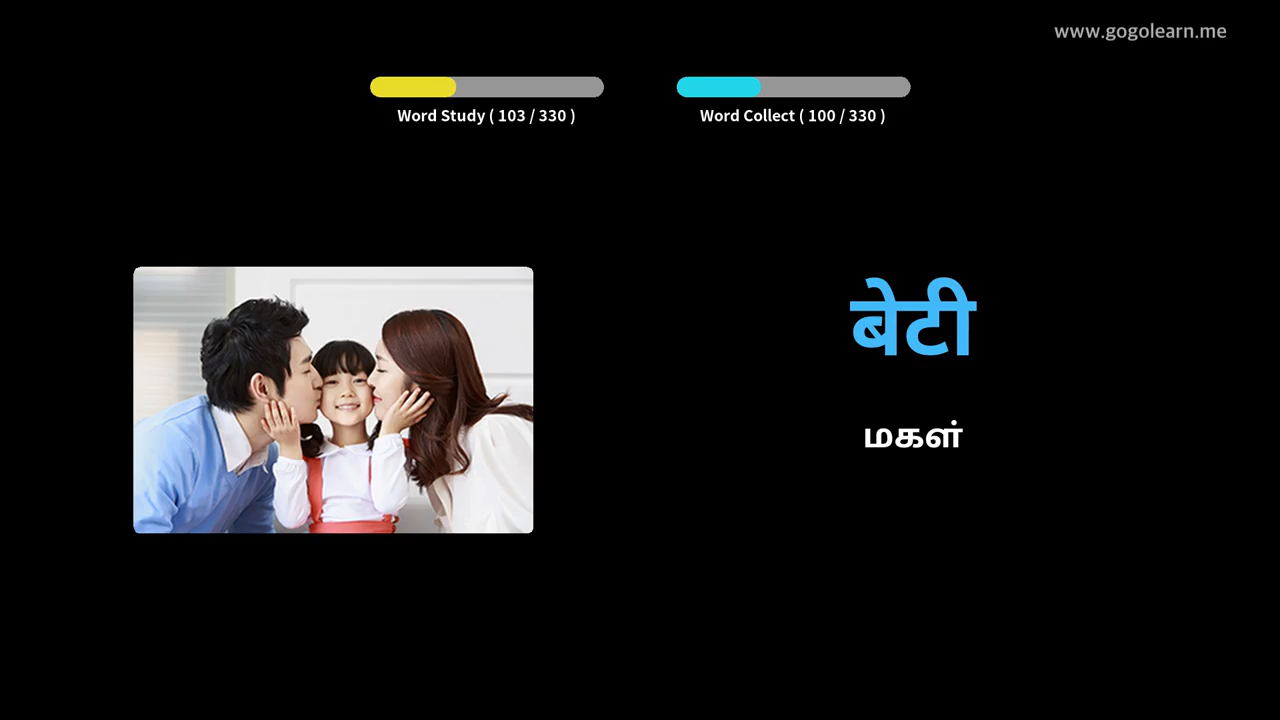 www.gogolearn.me
Word Study ( 103 / 330 )
Word Collect ( 100 / 330 )
बेटी
மகள்